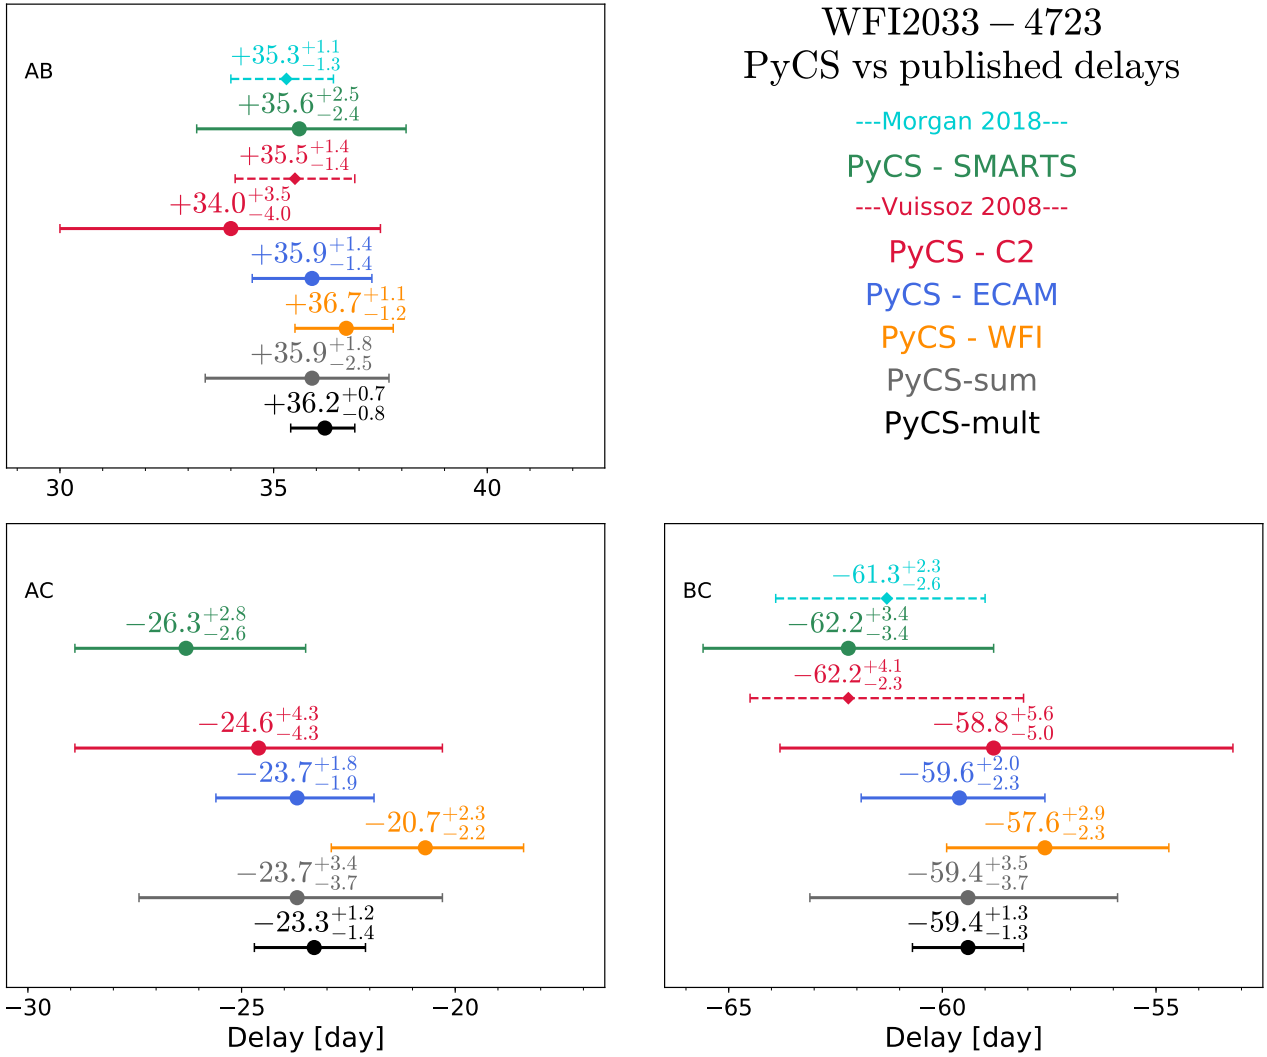 WFI2033 − 4723
PyCS vs published delays
---Morgan 2018---
PyCS - SMARTS
---Vuissoz 2008---
PyCS - C2
PyCS - ECAM
PyCS - WFI
PyCS-sum
PyCS-mult
AB
+35.3 +1.1 −1.3
+35.6 +2.5 −2.4
+35.5 +1.4 −1.4
+34.0 +3.5 −4.0
+35.9 +1.4 −1.4
+36.7 +1.1 −1.2
+35.9 +1.8 −2.5
+36.2 +0.7 −0.8
30 35 40
AC
−26.3 +2.8 −2.6
−24.6 +4.3 −4.3
−23.7 +1.8 −1.9
−20.7 +2.3 −2.2
−23.7 +3.4 −3.7
−23.3 +1.2 −1.4
−30 −25 −20
Delay [day]
BC
−61.3 +2.3 −2.6
−62.2 +3.4 −3.4
−62.2 +4.1 −2.3
−58.8 +5.6 −5.0
−59.6 +2.0 −2.3
−57.6 +2.9 −2.3
−59.4 +3.5 −3.7
−59.4 +1.3 −1.3
−65 −60 −55
Delay [day]